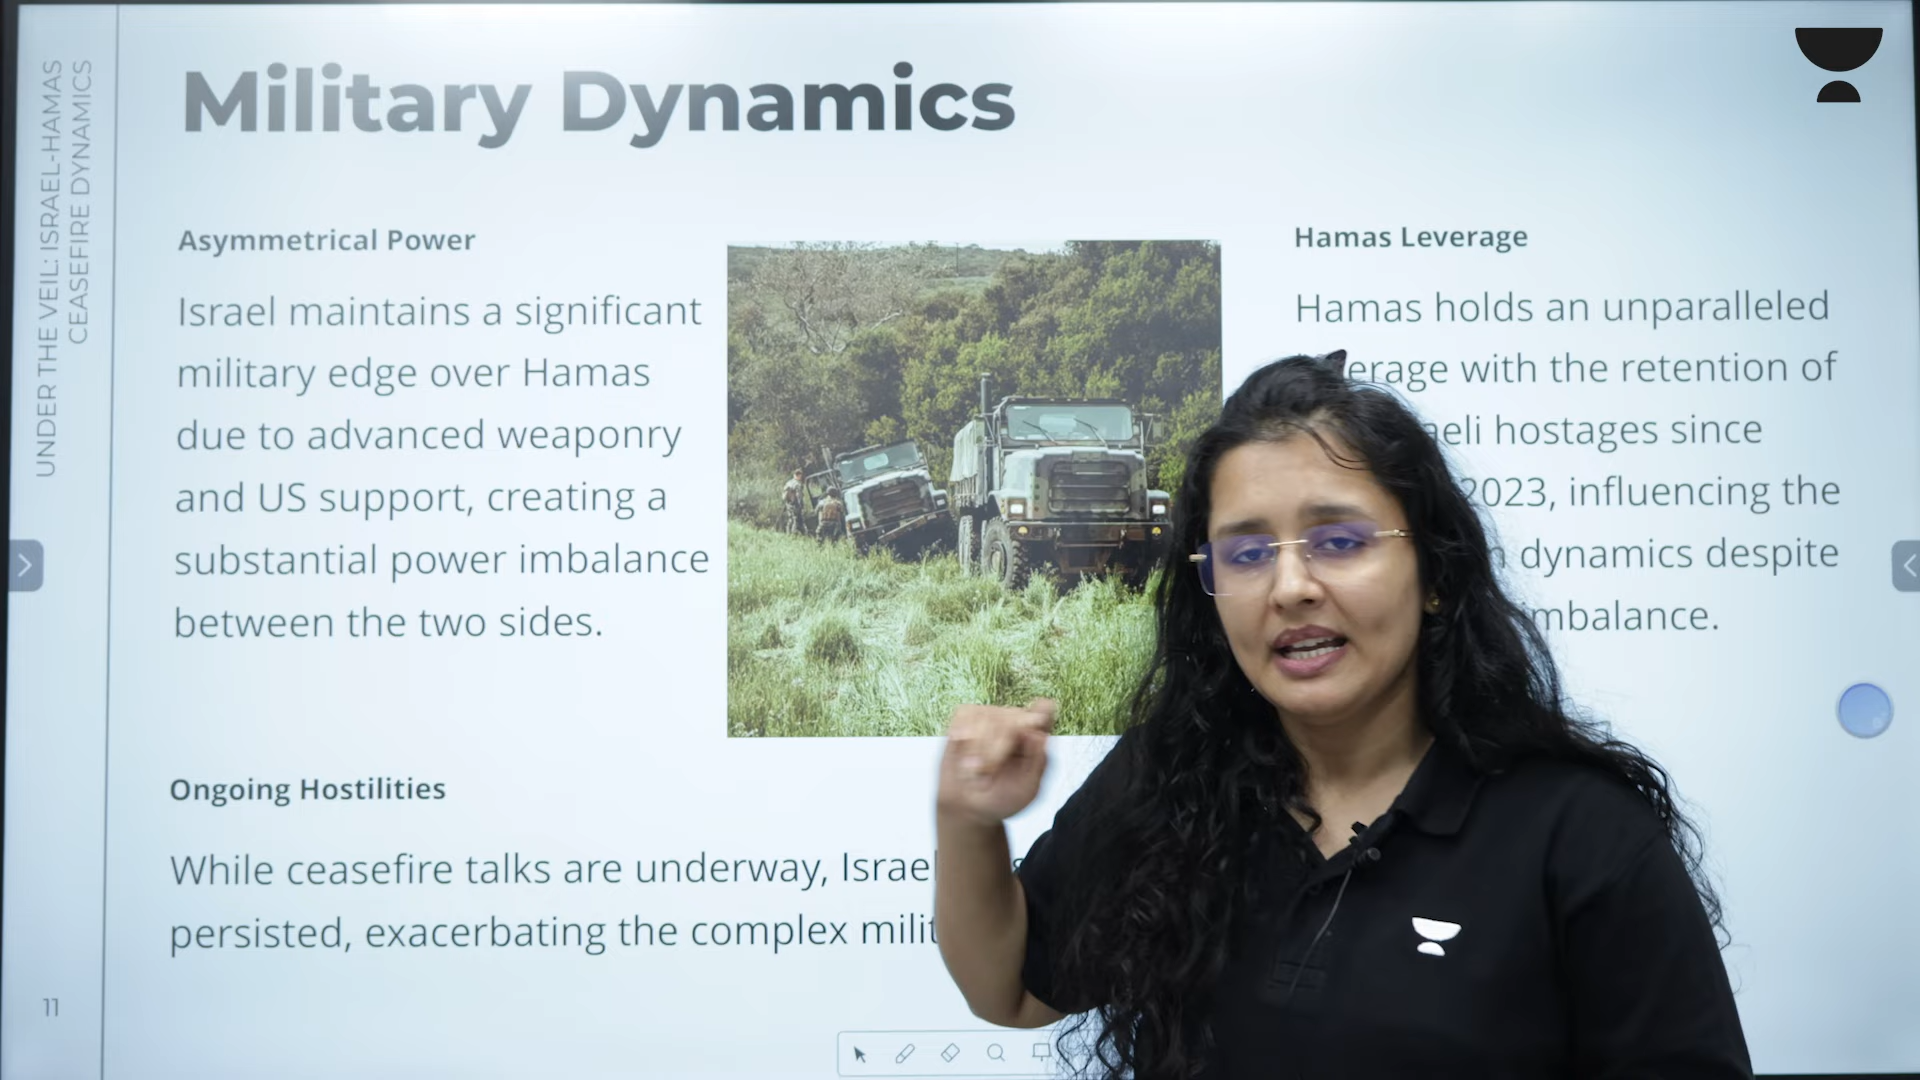 UNDER THE VEIL: ISRAEL-HAMAS
CEASEFIRE DYNAMICS
Military Dynamics
Asymmetrical Power
Israel maintains a significant
military edge over Hamas
due to advanced weaponry
and US support, creating a
substantial power imbalance
between the two sides.
Hamas Leverage
Hamas holds an unparalleled
erage with the retention of
aeli hostages since
2023, influencing the
dynamics despite
mbalance.
Ongoing Hostilities
While ceasefire talks are underway, Israel
persisted, exacerbating the complex milit
11